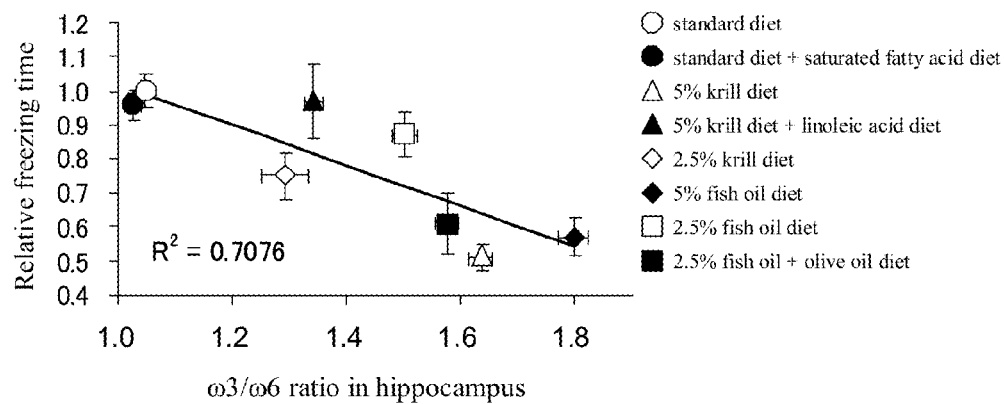 Relative freezing time
1.2
1.1
1.0
0.9
0.8
0.7
0.6
0.5
0.4
R² = 0.7076
1.0
1.2
1.4
1.6
1.8
ω3/ω6 ratio in hippocampus
standard diet
standard diet + saturated fatty acid diet
5% krill diet
5% krill diet + linoleic acid diet
2.5% krill diet
5% fish oil diet
2.5% fish oil diet
2.5% fish oil + olive oil diet